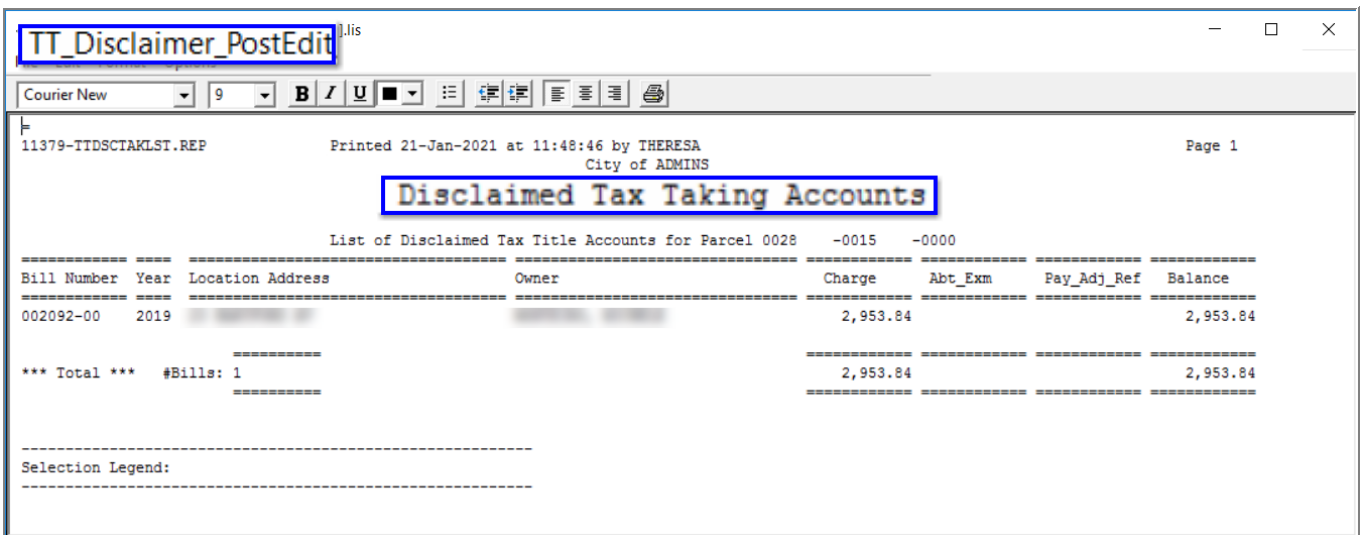 TT_Disclaimer_PostEdit ].lis
Courier New 9 B I U
11379-TTDSCTAKLST.REP Printed 21-Jan-2021 at 11:48:46 by THERESA Page 1
City of ADMINS
Disclaimed Tax Taking Accounts
List of Disclaimed Tax Title Accounts for Parcel 0028 -0015 -0000
Bill Number Year Location Address Owner Charge Abt_Exm Pay_Adj_Ref Balance
002092-00 2019 2,953.84 2,953.84
*** Total *** #Bills: 1 2,953.84 2,953.84
Selection Legend: